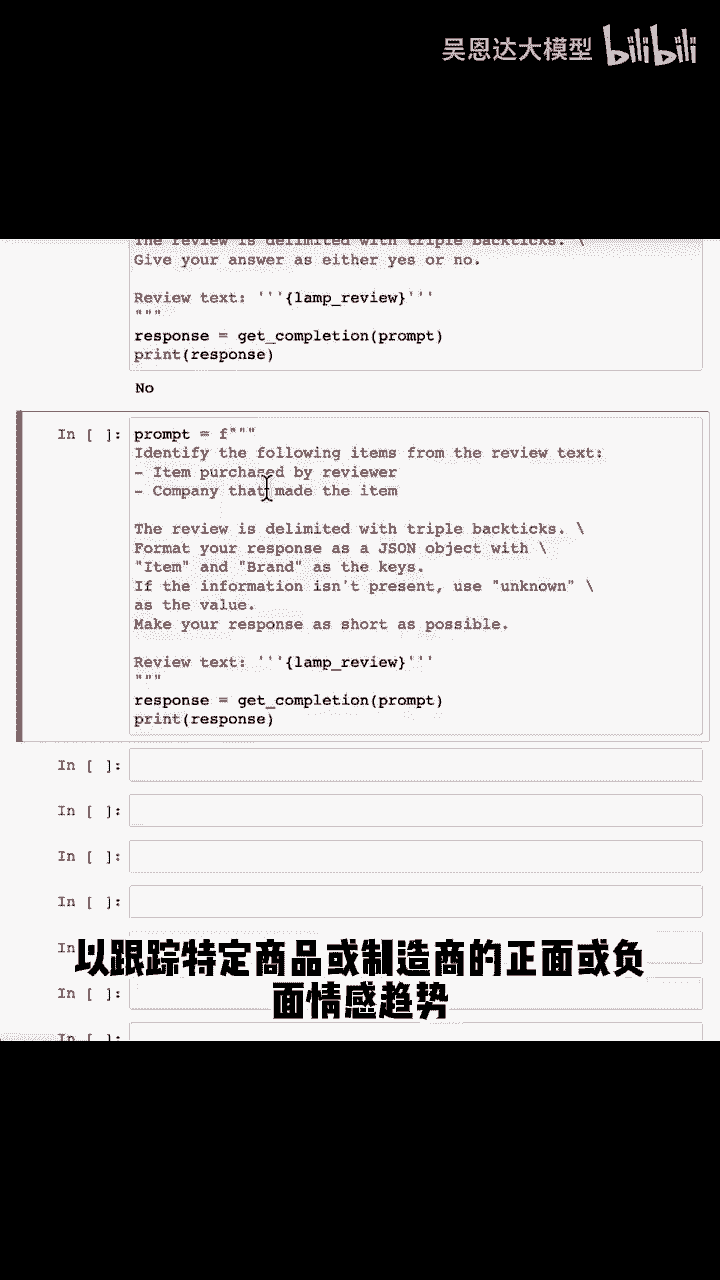 吴恩达大模型 bilibili
The review is delimited with triple backticks. \
Give your answer as either yes or no.
Review text: '''{lamp_review}'''
"""
response = get_completion(prompt)
print(response)
No
In [ ]: prompt = f"""
Identify the following items from the review text:
- Item purchased by reviewer
- Company that made the item
The review is delimited with triple backticks. \
Format your response as a JSON object with \
"Item" and "Brand" as the keys.
If the information isn't present, use "unknown" \
as the value.
Make your response as short as possible.
Review text: '''{lamp_review}'''
"""
response = get_completion(prompt)
print(response)
In [ ]:
In [ ]:
In [ ]:
In [ ]:
In
以跟踪特定商品或制造商的正面或负
面情感趋势
In [ ]:
In [ ]: